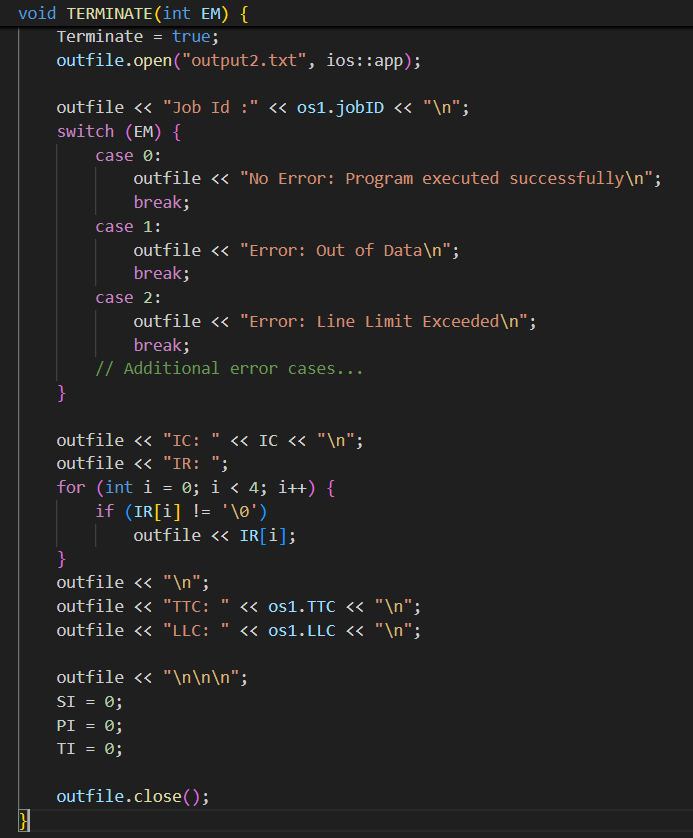 void TERMINATE(int EM) {
    Terminate = true;
    outfile.open("output2.txt", ios::app);
    outfile << "Job Id :" << os1.jobID << "\n";
    switch (EM) {
        case 0:
            outfile << "No Error: Program executed successfully\n";
            break;
        case 1:
            outfile << "Error: Out of Data\n";
            break;
        case 2:
            outfile << "Error: Line Limit Exceeded\n";
            break;
        // Additional error cases...
    }
    outfile << "IC: " << IC << "\n";
    outfile << "IR: ";
    for (int i = 0; i < 4; i++) {
        if (IR[i] != '\0')
            outfile << IR[i];
    }
    outfile << "\n";
    outfile << "TTC: " << os1.TTC << "\n";
    outfile << "LLC: " << os1.LLC << "\n";
    outfile << "\n\n\n";
    SI = 0;
    PI = 0;
    TI = 0;
    outfile.close();
}